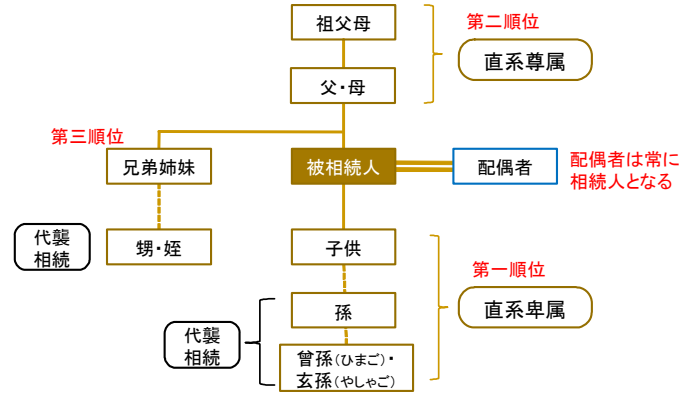 祖父母
第二順位
直系尊属
父・母
第三順位
兄弟姉妹
被相続人
配偶者
配偶者は常に
相続人となる
代襲
相続
甥・姪
子供
第一順位
直系卑属
孫
代襲
相続
曾孫(ひまご)・
玄孫(やしゃご)